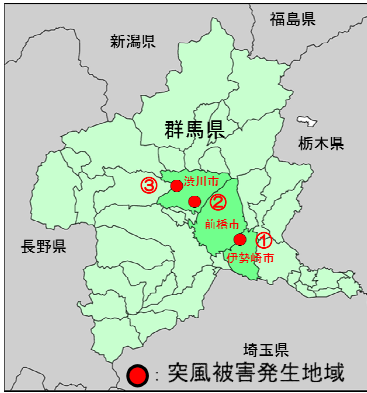 福島県
新潟県
群馬県
栃木県
③
渋川市
②
前橋市
①
長野県
伊勢崎市
埼玉県
：突風被害発生地域